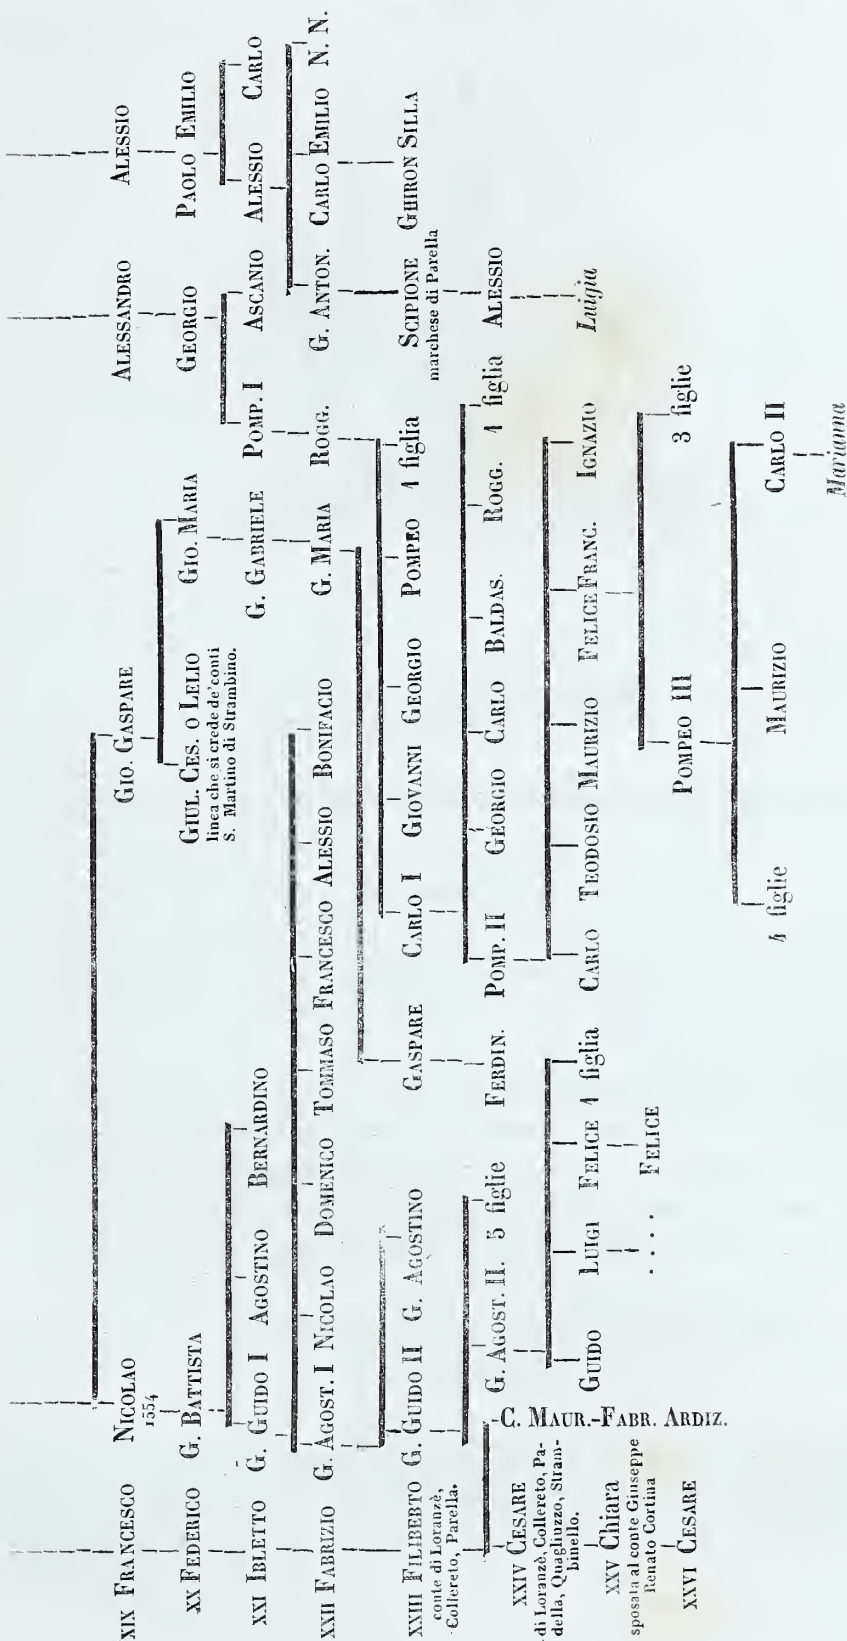 XIX FRANCESCO
NICOLAO
1554
GIO. GASPARE
ALESSANDRO
ALESSIO
XX FEDERICO
G. BATTISTA
GIUL. CES. O LELIO
linea che si crede de'conti
S. Martino di Strambino.
GIO. MARIA
GEORGIO
PAOLO EMILIO
XXI IBLETTO
G. GUIDO I
AGOSTINO
BERNARDINO
G. GABRIELE
POMP. I
ASCANIO
ALESSIO
CARLO
XXII FABRIZIO
G. AGOST. I
NICOLAO
DOMENICO
TOMMASO
FRANCESCO
ALESSIO
BONIFACIO
G. MARIA
ROGG.
G. ANTON.
CARLO EMILIO
N. N.
XXIII FILIBERTO
conte di Loranzè,
Collereto, Parella.
G. GUIDO II
G. AGOSTINO
GASPARE
CARLO I
GIOVANNI
GEORGIO
POMPEO
1 figlia
SCIPIONE
marchese di Parella
GHIRON SILLA
XXIV CESARE
di Loranzè, Collereto, Pa-
della, Quagliuzzo, Stram-
binello.
C. MAUR.-FABR. ARDIZ.
G. AGOST. II.
5 figlie
FERDIN.
POMP. II
GEORGIO
CARLO
BALDAS.
ROGG.
1 figlia
ALESSIO
XXV Chiara
sposata al conte Giuseppe
Renato Cortina
GUIDO
LUIGI
FELICE
1 figlia
CARLO
TEODOSIO
MAURIZIO
FELICE FRANC.
IGNAZIO
Luigia
XXVI CESARE
. . . .
FELICE
POMPEO III
3 figlie
4 figlie
MAURIZIO
CARLO II
Marianna